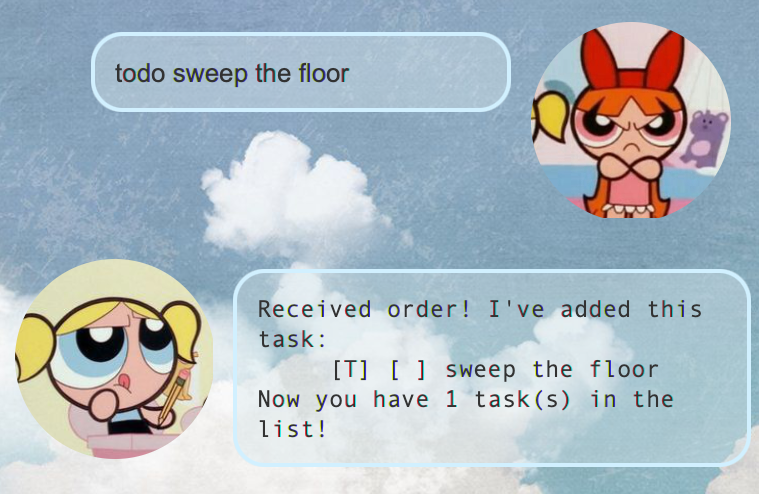 todo sweep the floor
Received order! I've added this
task:
[T] [ ] sweep the floor
Now you have 1 task(s) in the
list!